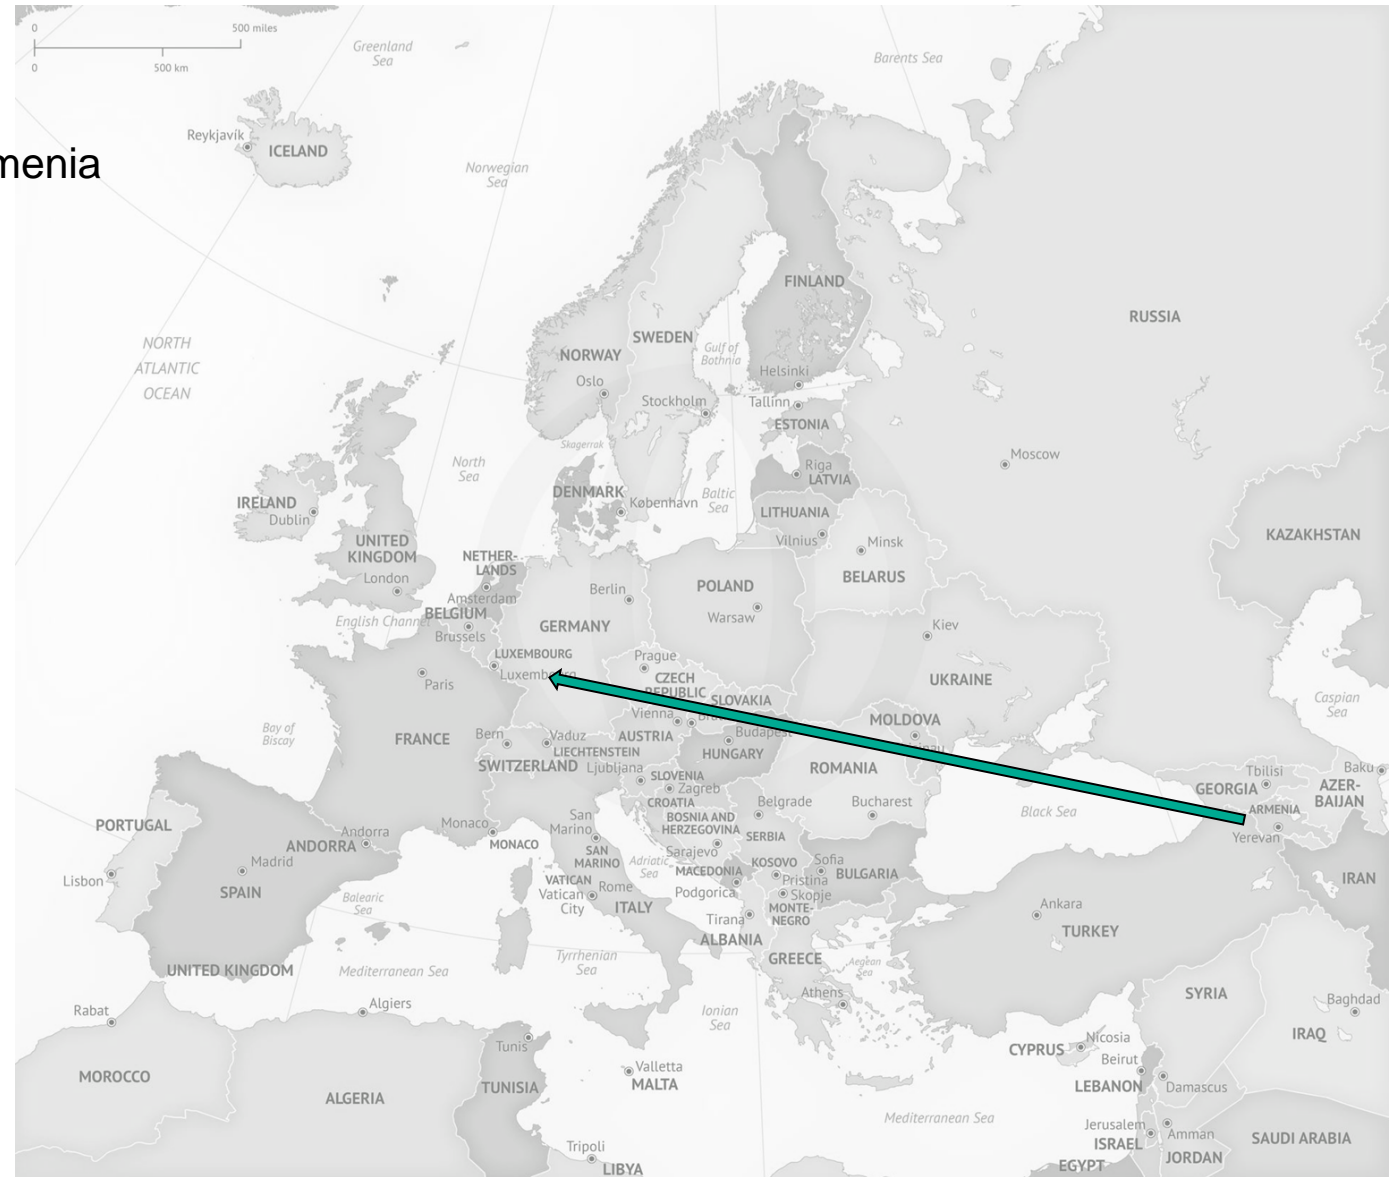 0
500 miles
0
500 km
Greenland
Sea
Barents Sea
Reykjavík
ICELAND
menia
Norwegian
Sea
FINLAND
RUSSIA
NORTH
ATLANTIC
OCEAN
SWEDEN
NORWAY
Gulf of
Bothnia
Helsinki
Oslo
Stockholm
Tallinn
ESTONIA
Skagerrak
Moscow
North
Sea
Riga
LATVIA
DENMARK
København
Baltic
Sea
IRELAND
Dublin
LITHUANIA
Vilnius
KAZAKHSTAN
UNITED
KINGDOM
Minsk
BELARUS
NETHER-
LANDS
London
Amsterdam
Berlin
POLAND
Warsaw
English Channel
BELGIUM
Brussels
GERMANY
Kiev
LUXEMBOURG
Prague
CZECH
REPUBLIC
UKRAINE
Paris
SLOVAKIA
Caspian
Sea
Vienna
MOLDOVA
Bay of
Biscay
FRANCE
Bern
Vaduz
LIECHTENSTEIN
AUSTRIA
Budapest
HUNGARY
SWITZERLAND
Ljubljana
SLOVENIA
Zagreb
CROATIA
ROMANIA
Tbilisi
GEORGIA
Baku
AZER-
BAIJAN
Belgrade
Bucharest
Black Sea
ARMENIA
Yerevan
PORTUGAL
ANDORRA
Andorra
Monaco
MONACO
San
Marino
SAN
MARINO
BOSNIA AND
HERZEGOVINA
SERBIA
Sarajevo
Adriatic
Sea
KOSOVO
Pristina
Sofia
BULGARIA
Lisbon
Madrid
SPAIN
MACEDONIA
Podgorica
Skopje
MONTE-
NEGRO
IRAN
VATICAN
Vatican
City
Rome
ITALY
Balearic
Sea
Tirana
ALBANIA
Ankara
TURKEY
GREECE
Aegean
Sea
UNITED KINGDOM
Mediterranean Sea
Tyrrhenian
Sea
Athens
SYRIA
Baghdad
IRAQ
Rabat
Algiers
Ionian
Sea
Tunis
Nicosia
CYPRUS
Beirut
MOROCCO
Valletta
MALTA
TUNISIA
LEBANON
Damascus
ALGERIA
Mediterranean Sea
Jerusalem
ISRAEL
Amman
SAUDI ARABIA
Tripoli
LIBYA
EGYPT
JORDAN